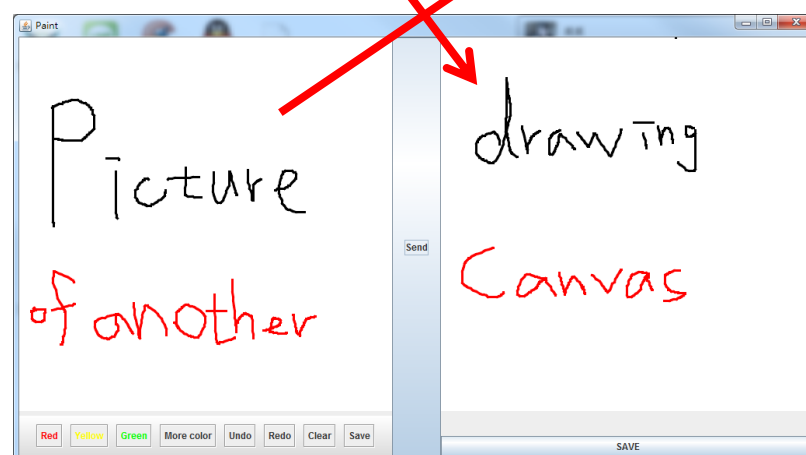 Paint
Picture
of another
Send
drawing
Canvas
Red Yellow Green More color Undo Redo Clear Save
SAVE